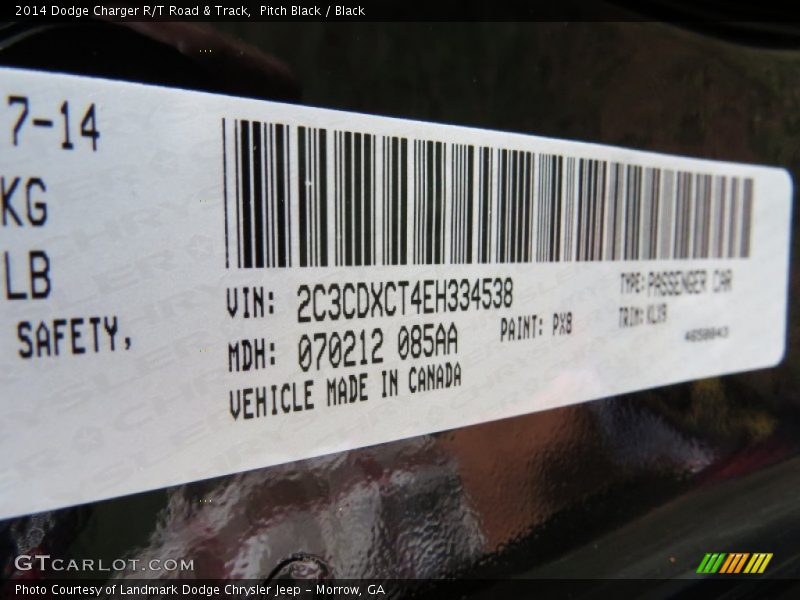 2014 Dodge Charger R/T Road & Track, Pitch Black / Black
7-14
KG
LB
SAFETY,
VIN: 2C3CDXCT4EH334538
TYPE: PASSENGER CAR
MDH: 070212 085AA
PAINT: PX8
TRIM: KLX9
VEHICLE MADE IN CANADA
GTCARLOT.COM
Photo Courtesy of Landmark Dodge Chrysler Jeep - Morrow, GA